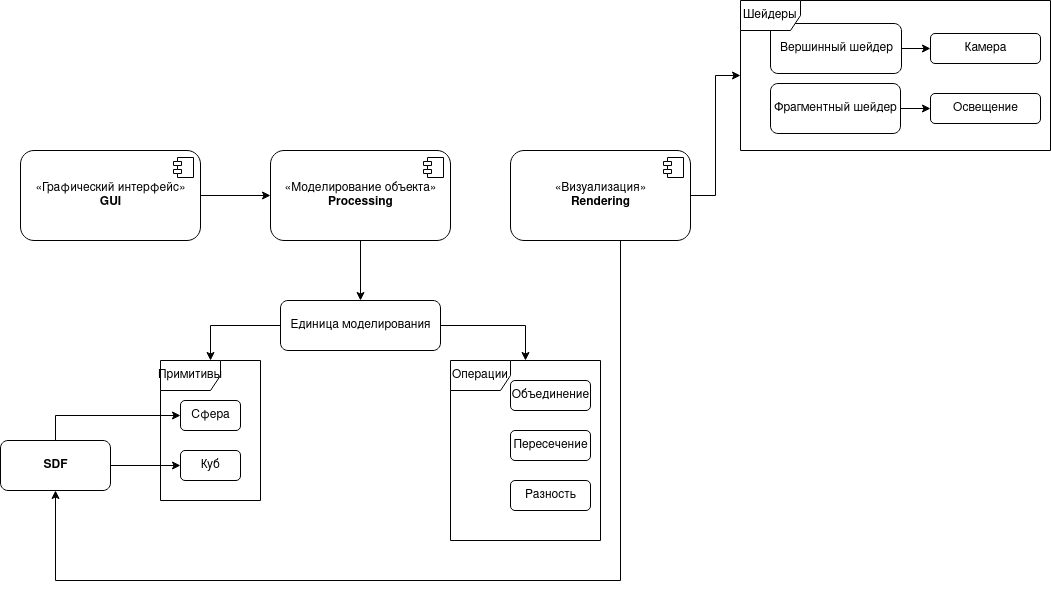 Шейдеры
Вершинный шейдер
Камера
Фрагментный шейдер
Освещение
«Графический интерфейс»
GUI
«Моделирование объекта»
Processing
«Визуализация»
Rendering
Единица моделирования
Примитивы
Сфера
Куб
SDF
Операции
Объединение
Пересечение
Разность